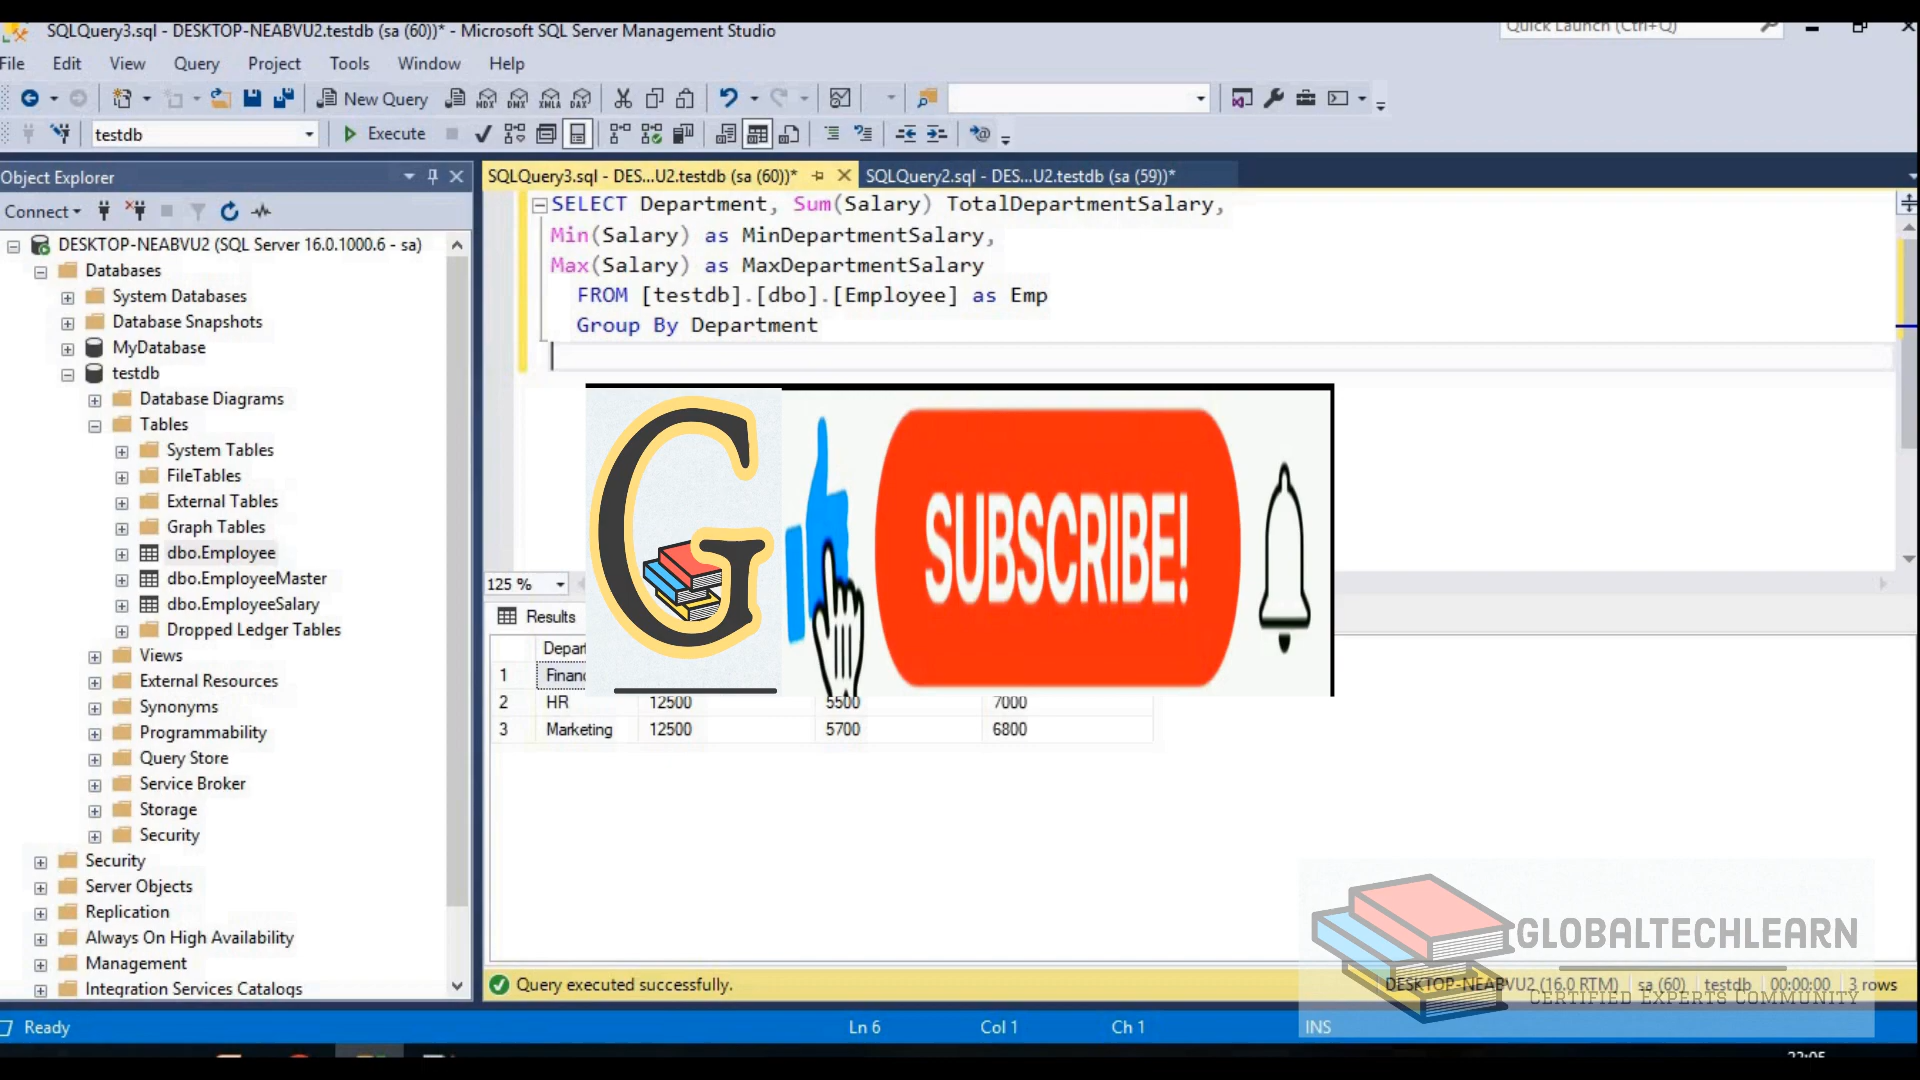 SQLQuery3.sql - DESKTOP-NEABVU2.testdb (sa (60))* - Microsoft SQL Server Management Studio
Quick Launch (Ctrl+Q)
File Edit View Query Project Tools Window Help
New Query MDX DMX XMLA DAX
testdb Execute
Object Explorer
SQLQuery3.sql - DES...U2.testdb (sa (60))* SQLQuery2.sql - DES...U2.testdb (sa (59))*
Connect
DESKTOP-NEABVU2 (SQL Server 16.0.1000.6 - sa)
Databases
System Databases
Database Snapshots
MyDatabase
testdb
Database Diagrams
Tables
System Tables
FileTables
External Tables
Graph Tables
dbo.Employee
dbo.EmployeeMaster
dbo.EmployeeSalary
Dropped Ledger Tables
Views
External Resources
Synonyms
Programmability
Query Store
Service Broker
Storage
Security
Security
Server Objects
Replication
Always On High Availability
Management
Integration Services Catalogs
SELECT Department, Sum(Salary) TotalDepartmentSalary,
Min(Salary) as MinDepartmentSalary,
Max(Salary) as MaxDepartmentSalary
FROM [testdb].[dbo].[Employee] as Emp
Group By Department
G
SUBSCRIBE!
125 %
Results
Depart
1 Financ
2 HR 12500 5500 7000
3 Marketing 12500 5700 6800
GLOBALTECHLEARN
CERTIFIED EXPERTS COMMUNITY
Query executed successfully.
DESKTOP-NEABVU2 (16.0 RTM) sa (60) testdb 00:00:00 3 rows
Ready Ln 6 Col 1 Ch 1 INS